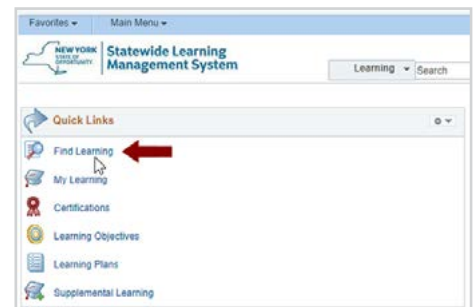 Favorites Main Menu
NEW YORK
STATE OF
OPPORTUNITY.
Statewide Learning
Management System
Learning Search
Quick Links
Find Learning
My Learning
Certifications
Learning Objectives
Learning Plans
Supplemental Learning